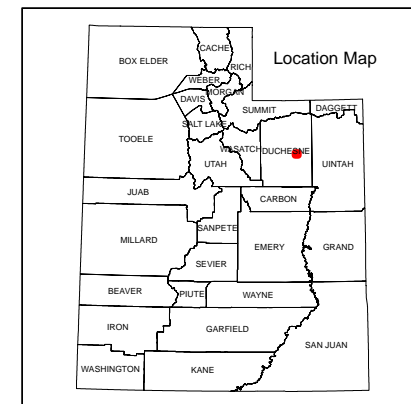 Location Map
CACHE
BOX ELDER
RICH
WEBER
MORGAN
DAVIS
SUMMIT
DAGGETT
SALT LAKE
TOOELE
WASATCH
DUCHESNE
UTAH
UINTAH
JUAB
CARBON
SANPETE
MILLARD
EMERY
GRAND
SEVIER
BEAVER
PIUTE
WAYNE
IRON
GARFIELD
SAN JUAN
WASHINGTON
KANE